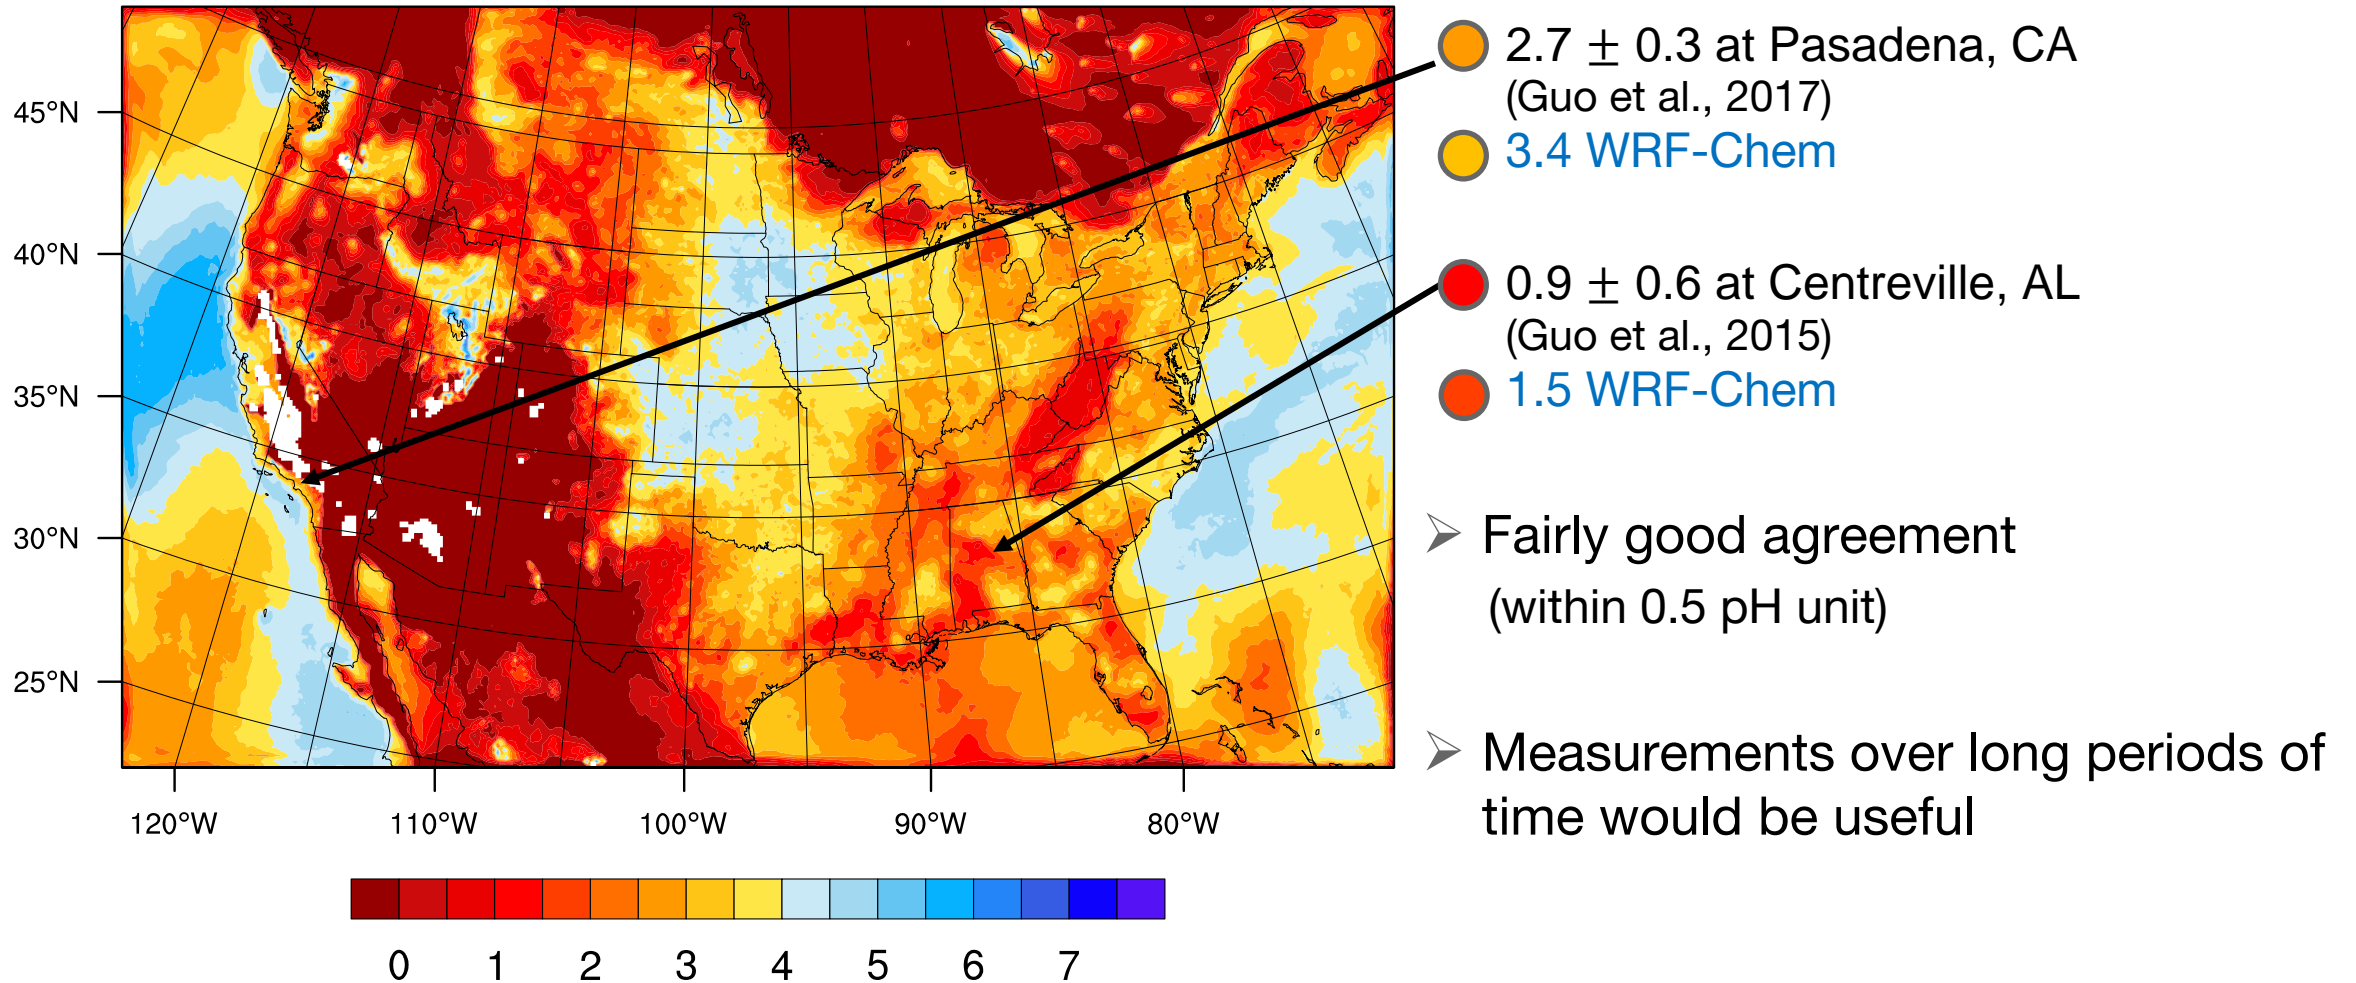 45°N
40°N
35°N
30°N
25°N
120°W 110°W 100°W 90°W 80°W
0 1 2 3 4 5 6 7
2.7 ± 0.3 at Pasadena, CA
(Guo et al., 2017)
3.4 WRF-Chem
0.9 ± 0.6 at Centreville, AL
(Guo et al., 2015)
1.5 WRF-Chem
Fairly good agreement
(within 0.5 pH unit)
Measurements over long periods of
time would be useful